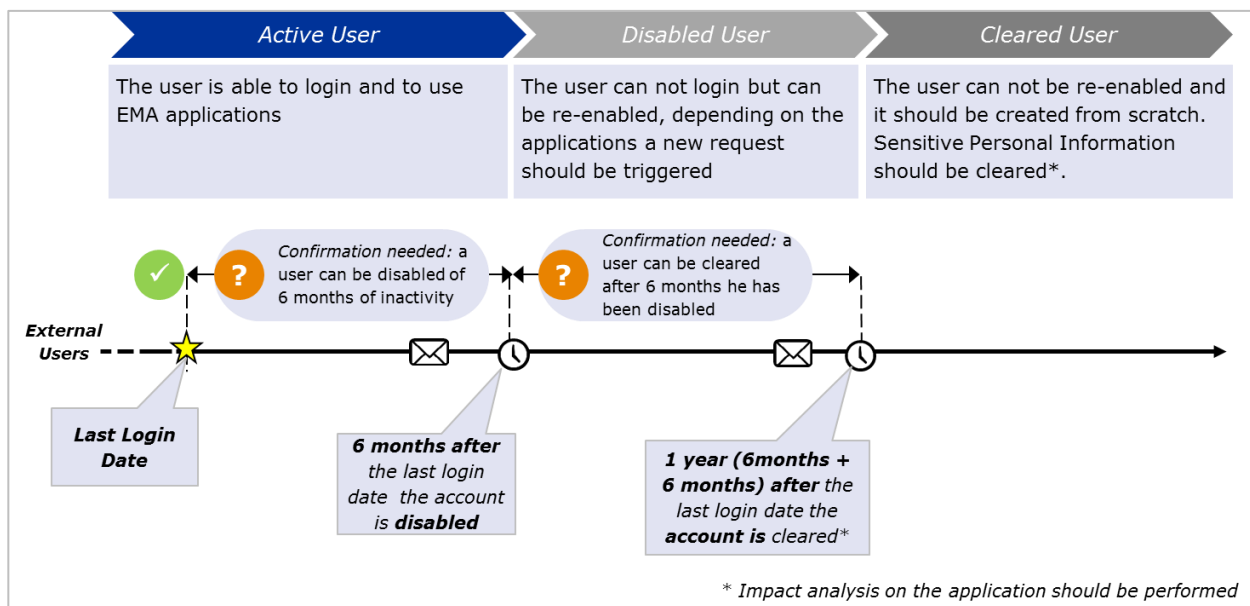 Active User
Disabled User
Cleared User
The user is able to login and to use
EMA applications
The user can not login but can
be re-enabled, depending on the
applications a new request
should be triggered
The user can not be re-enabled and
it should be created from scratch.
Sensitive Personal Information
should be cleared*.
?
Confirmation needed: a
user can be disabled of
6 months of inactivity
?
Confirmation needed: a
user can be cleared
after 6 months he has
been disabled
External
Users
Last Login
Date
6 months after
the last login
date the account
is disabled
1 year (6months +
6 months) after the
last login date the
account is cleared*
* Impact analysis on the application should be performed